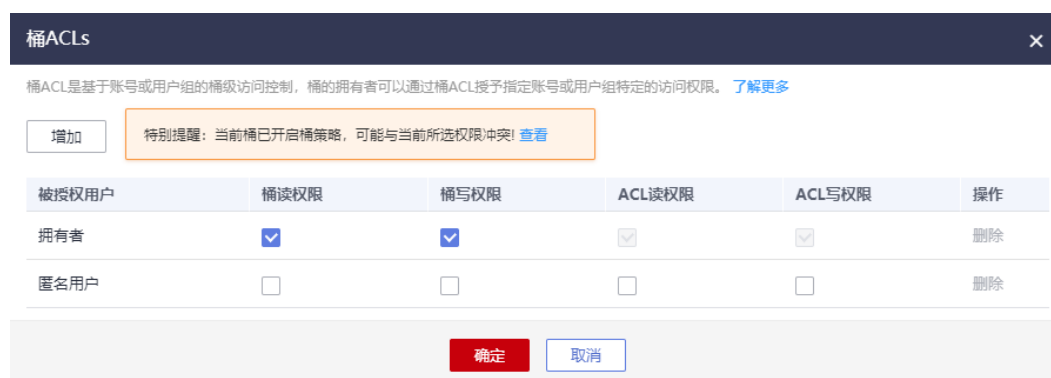 桶ACLs
桶ACL是基于账号或用户组的桶级访问控制，桶的拥有者可以通过桶ACL授予指定账号或用户组特定的访问权限。 了解更多
增加 特别提醒：当前桶已开启桶策略，可能与当前所选权限冲突! 查看
被授权用户 桶读权限 桶写权限 ACL读权限 ACL写权限 操作
拥有者 删除
匿名用户 删除
确定 取消